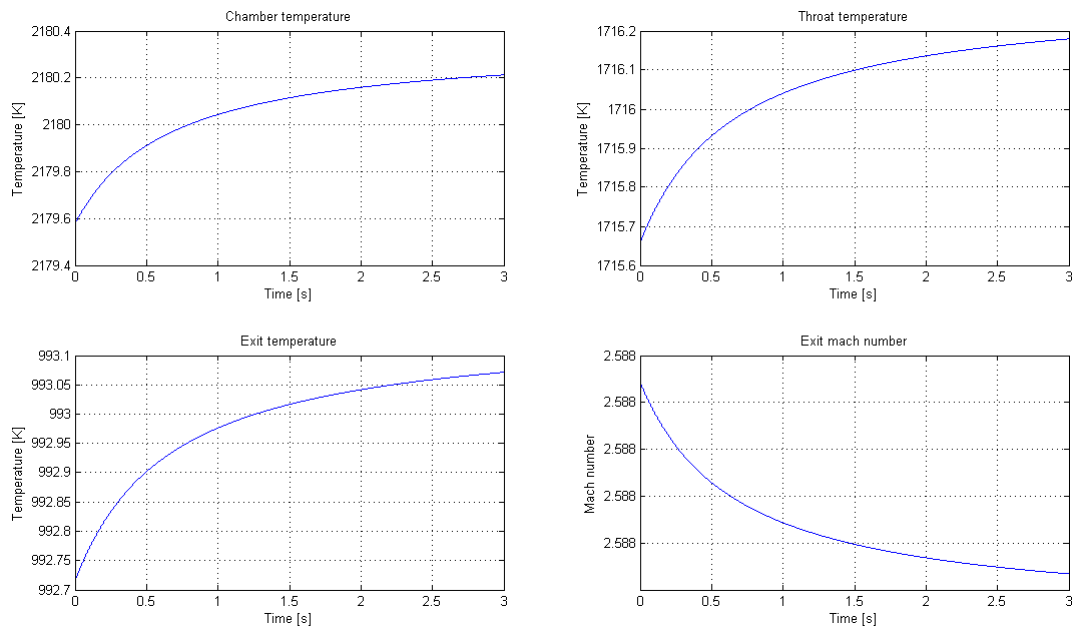 Chamber temperature
2180.4
2180.2
2180
2179.8
2179.6
2179.4
Temperature [K]
0 0.5 1 1.5 2 2.5 3
Time [s]
Throat temperature
1716.2
1716.1
1716
1715.9
1715.8
1715.7
1715.6
Temperature [K]
0 0.5 1 1.5 2 2.5 3
Time [s]
Exit temperature
993.1
993.05
993
992.95
992.9
992.85
992.8
992.75
992.7
Temperature [K]
0 0.5 1 1.5 2 2.5 3
Time [s]
Exit mach number
2.588
2.588
2.588
2.588
2.588
Mach number
0 0.5 1 1.5 2 2.5 3
Time [s]